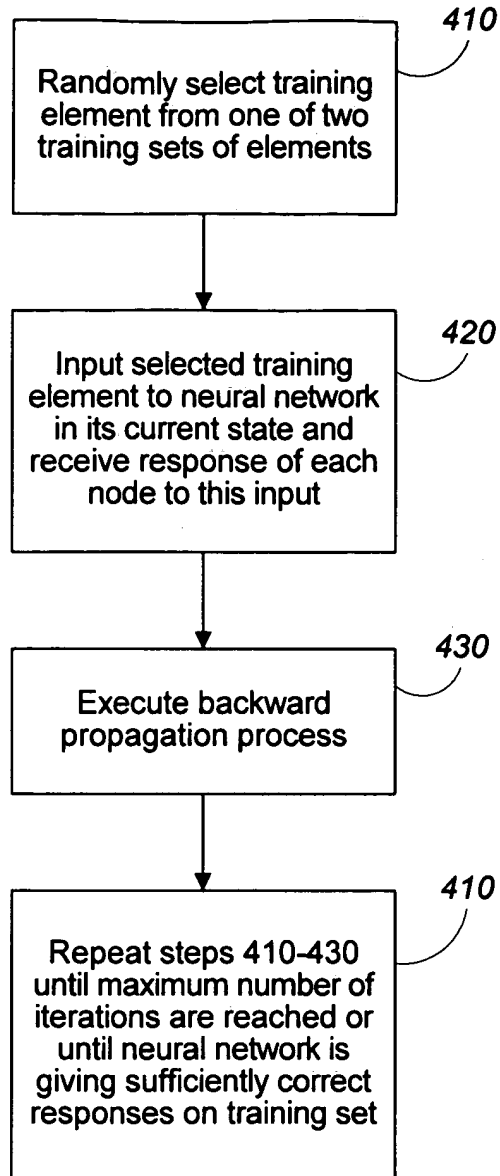 410
Randomly select training
element from one of two
training sets of elements
420
Input selected training
element to neural network
in its current state and
receive response of each
node to this input
430
Execute backward
propagation process
410
Repeat steps 410-430
until maximum number of
iterations are reached or
until neural network is
giving sufficiently correct
responses on training set